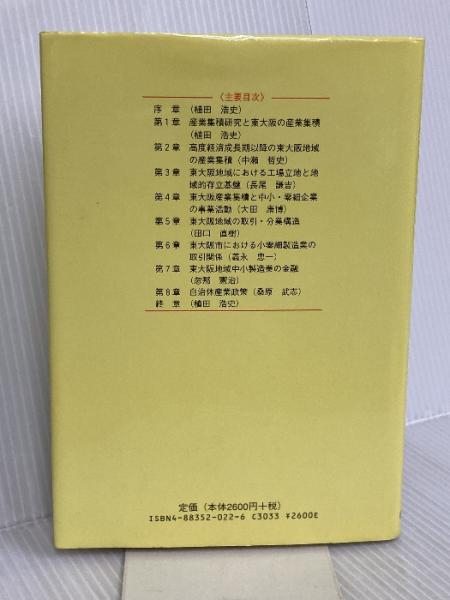 〈主要目次〉
序 章 (植田 浩史)
第1章 産業集積研究と東大阪の産業集積
(植田 浩史)
第2章 高度経済成長期以降の東大阪地域
の産業集積 (中瀬 哲史)
第3章 東大阪地域における工場立地と地
域的存立基盤 (長尾 謙吉)
第4章 東大阪産業集積と中小・零細企業
の事業活動 (大田 康博)
第5章 東大阪地域の取引・分業構造
(田口 直樹)
第6章 東大阪市における小零細製造業の
取引関係 (義永 忠一)
第7章 東大阪地域中小製造業の金融
(忽那 憲治)
第8章 自治体産業政策 (桑原 武志)
終 章 (植田 浩史)
定価 (本体2600円+税)
ISBN4-88352-022-6 C3033 ¥2600E